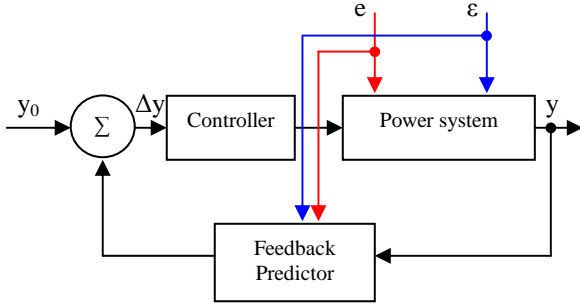 e
ε
y₀
Σ
Δy
Controller
Power system
y
Feedback
Predictor